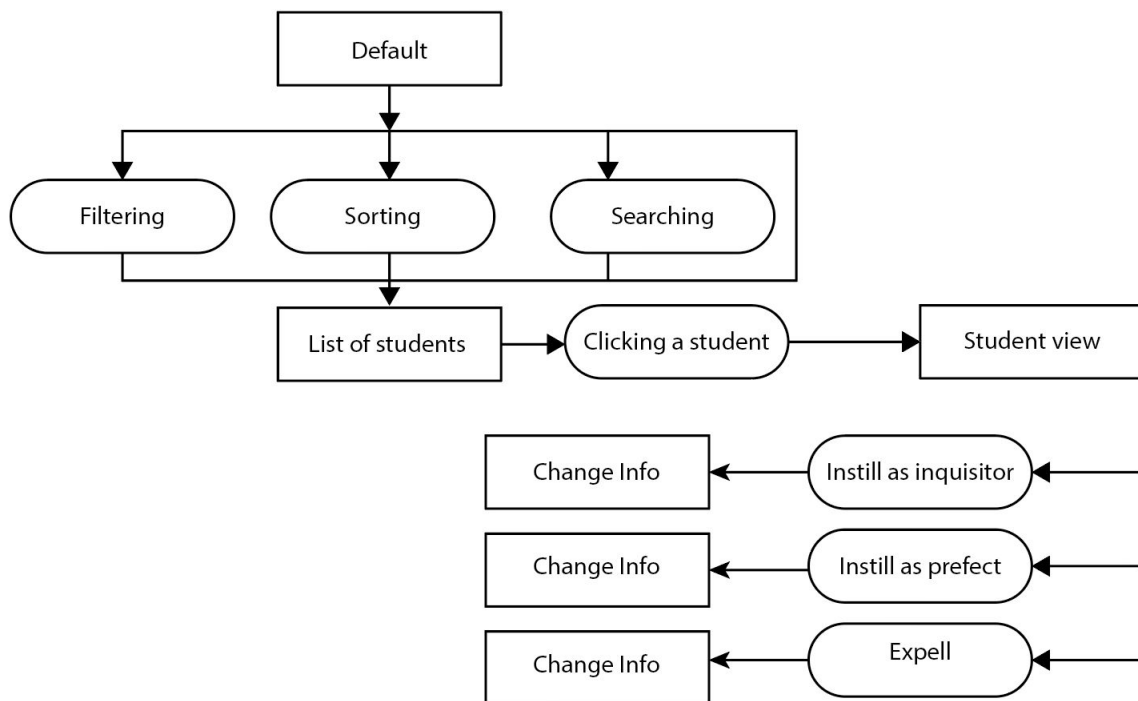 Default
Filtering
Sorting
Searching
List of students
Clicking a student
Student view
Change Info
Instill as inquisitor
Change Info
Instill as prefect
Change Info
Expell